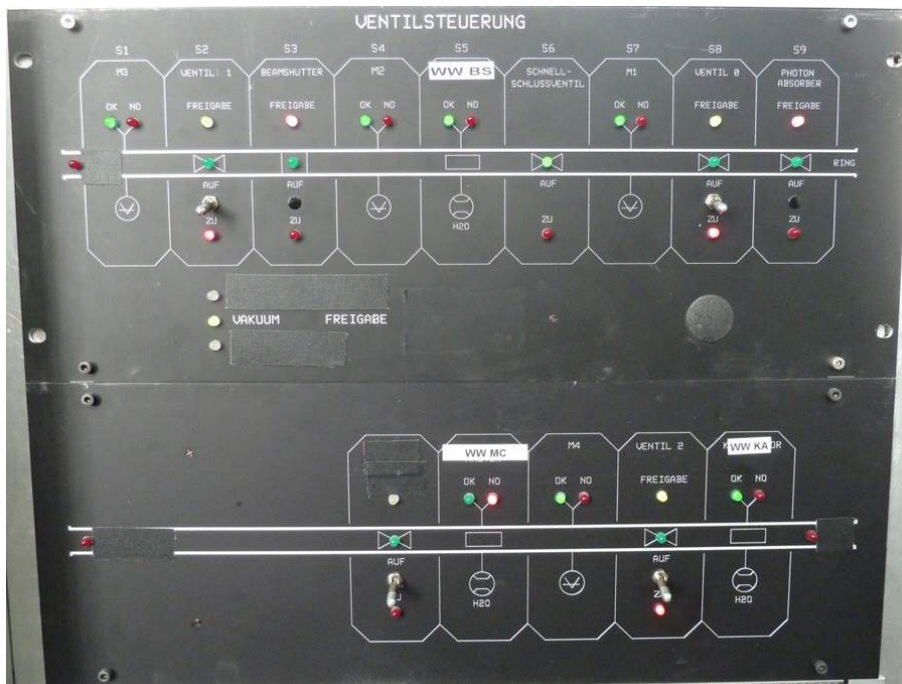 VENTILSTEUERUNG
S1 S2 S3 S4 S5 S6 S7 S8 S9
M3 VENTIL 1 BEAMSHUTTER M2 WW BS SCHNELL-SCHLUSSVENTIL M1 VENTIL 0 PHOTON ABSORBER
OK NO FREIGABE FREIGABE OK NO OK NO OK NO FREIGABE FREIGABE
RING
AUF AUF AUF AUF AUF
ZU ZU H2O ZU ZU ZU
VAKUUM FREIGABE
WW MC M4 VENTIL 2 WW KA
OK NO OK NO FREIGABE OK NO
AUF AUF
H2O H2O